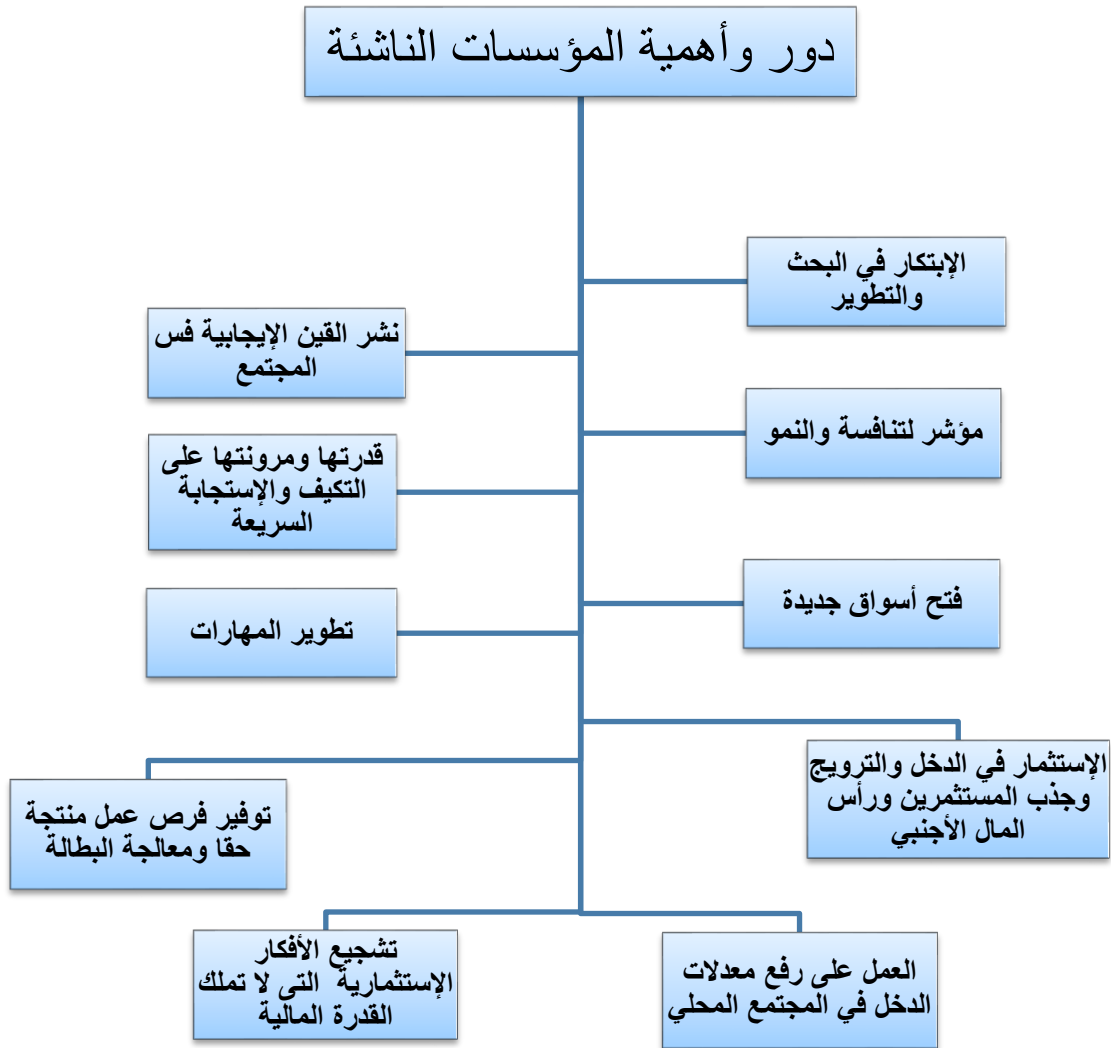 دور وأهمية المؤسسات الناشئة
الإبتكار في البحث
والتطوير
نشر القين الإيجابية فس
المجتمع
مؤشر لتنافسة والنمو
قدرتها ومرونتها على
التكيف والإستجابة
السريعة
فتح أسواق جديدة
تطوير المهارات
الإستثمار في الدخل والترويج
وجذب المستثمرين ورأس
المال الأجنبي
توفير فرص عمل منتجة
حقا ومعالجة البطالة
العمل على رفع معدلات
الدخل في المجتمع المحلي
تشجيع الأفكار
الإستثمارية التى لا تملك
القدرة المالية